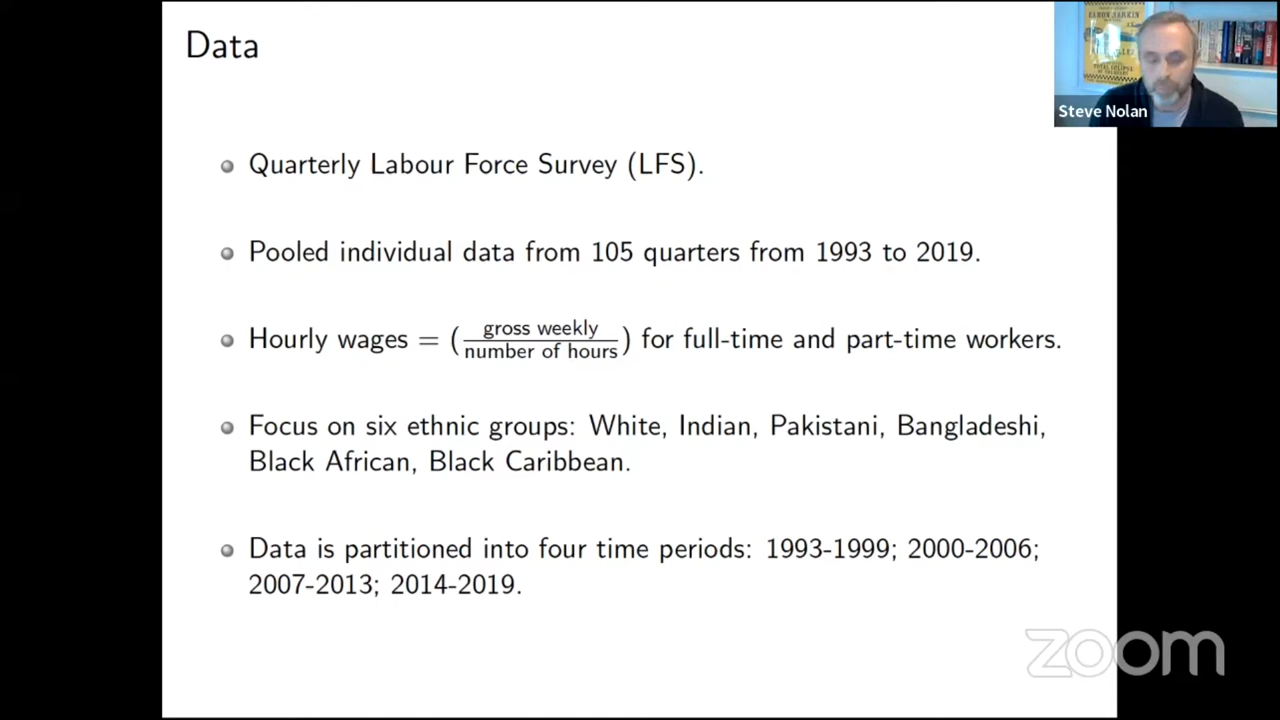 Data
Quarterly Labour Force Survey (LFS).
Pooled individual data from 105 quarters from 1993 to 2019.
Hourly wages = (gross weekly / number of hours) for full-time and part-time workers.
Focus on six ethnic groups: White, Indian, Pakistani, Bangladeshi,
Black African, Black Caribbean.
Data is partitioned into four time periods: 1993-1999; 2000-2006;
2007-2013; 2014-2019.
Steve Nolan
zoom